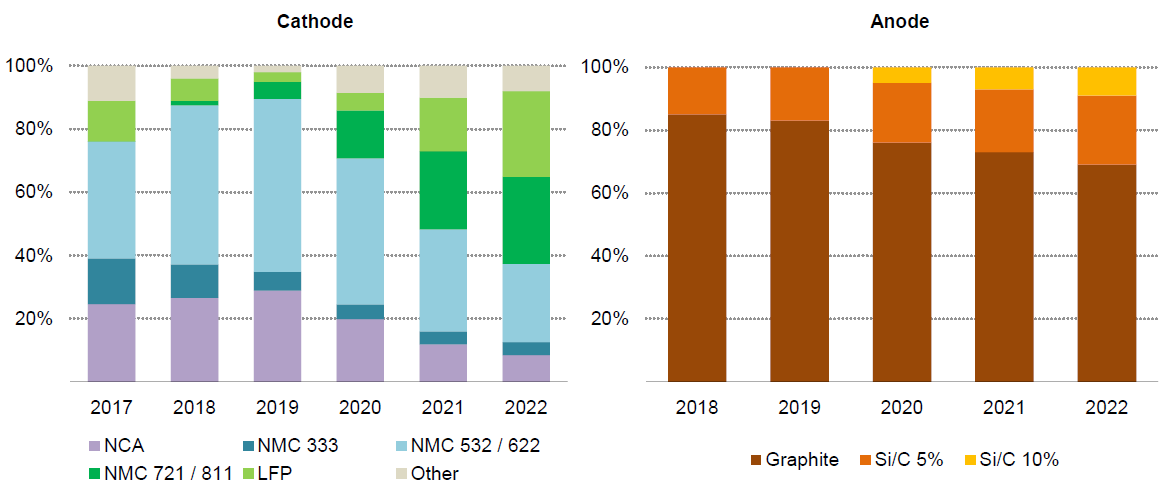 Cathode
100%
80%
60%
40%
20%
2017 2018 2019 2020 2021 2022
NCA NMC 333 NMC 532 / 622
NMC 721 / 811 LFP Other
Anode
100%
80%
60%
40%
20%
2018 2019 2020 2021 2022
Graphite Si/C 5% Si/C 10%